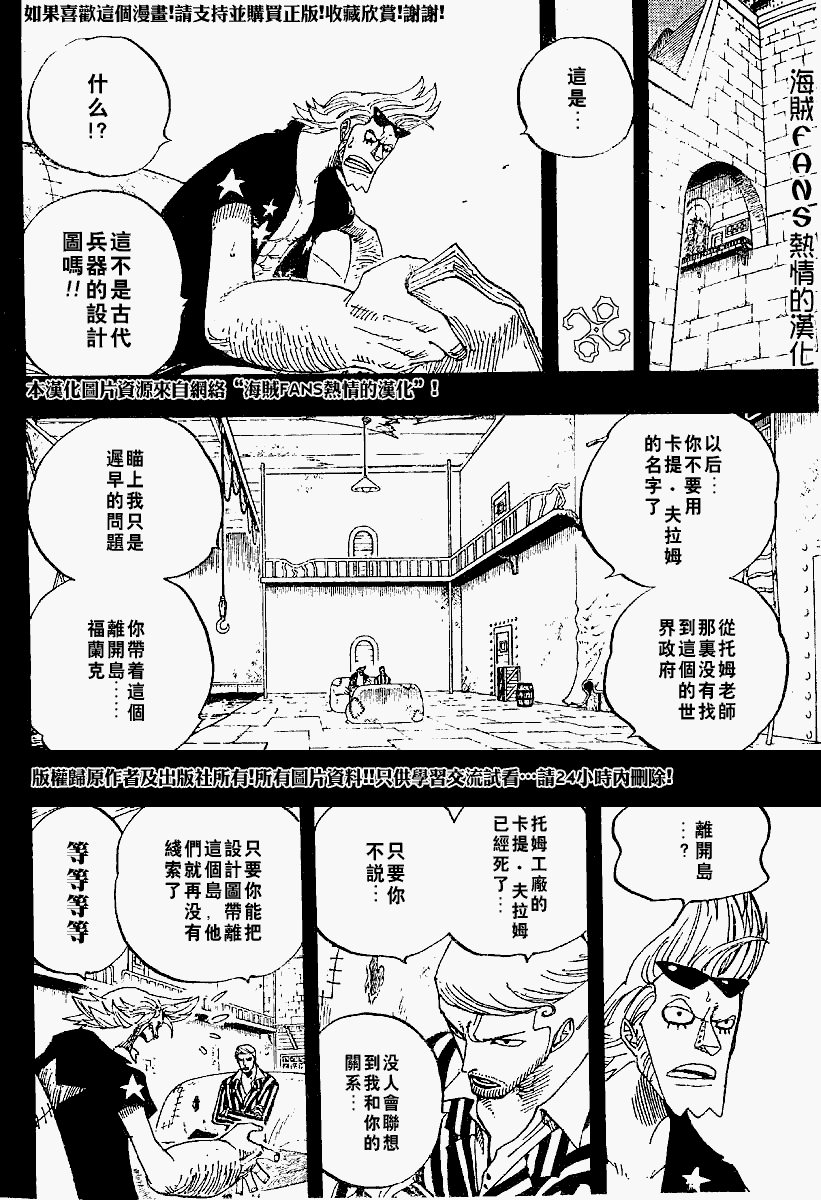 如果喜歡這個漫畫!請支持並購買正版!收藏欣賞!謝謝!
海賊FANS熱情的漢化
這是…
什么!?
這不是古代
兵器的設計
圖嗎!!
本漢化圖片資源來自網絡“海賊FANS熱情的漢化”!
以后…
你不要用
卡提·夫拉姆
的名字了
從托姆老師
那裏没有找
到這個的世
界政府
瞄上我只是
遲早的問題
你带着這個
離開島……
福蘭克
版權歸原作者及出版社所有!所有圖片資料!!只供學習交流試看…請24小時內刪除!
離開島
…?
托姆工廠的
卡提·夫拉姆
已經死了…
只要你
不說…
没人會聯想
到我和你的
關系…
只要你能把
設計圖帶離
這個島,他
們就再没有
綫索了
等等等等